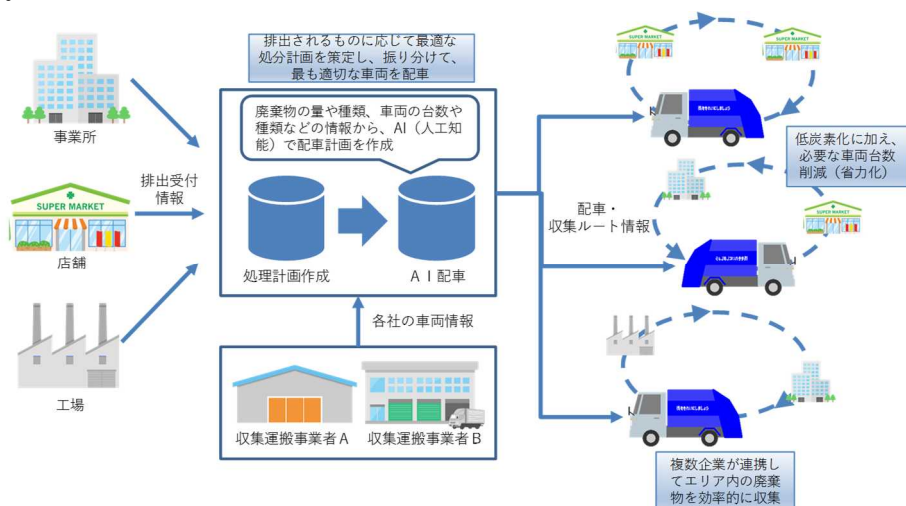 排出されるものに応じて最適な
処分計画を策定し、振り分けて、
最も適切な車両を配車
廃棄物の量や種類、車両の台数や
種類などの情報から、AI（人工知
能）で配車計画を作成
事業所
排出受付
情報
SUPER MARKET
店舗
工場
処理計画作成
ＡＩ配車
各社の車両情報
収集運搬事業者Ａ
収集運搬事業者Ｂ
配車・
収集ルート情報
SUPER MARKET
SUPER MARKET
低炭素化に加え、
必要な車両台数
削減（省力化）
SUPER MARKET
複数企業が連携し
てエリア内の廃棄
物を効率的に収集